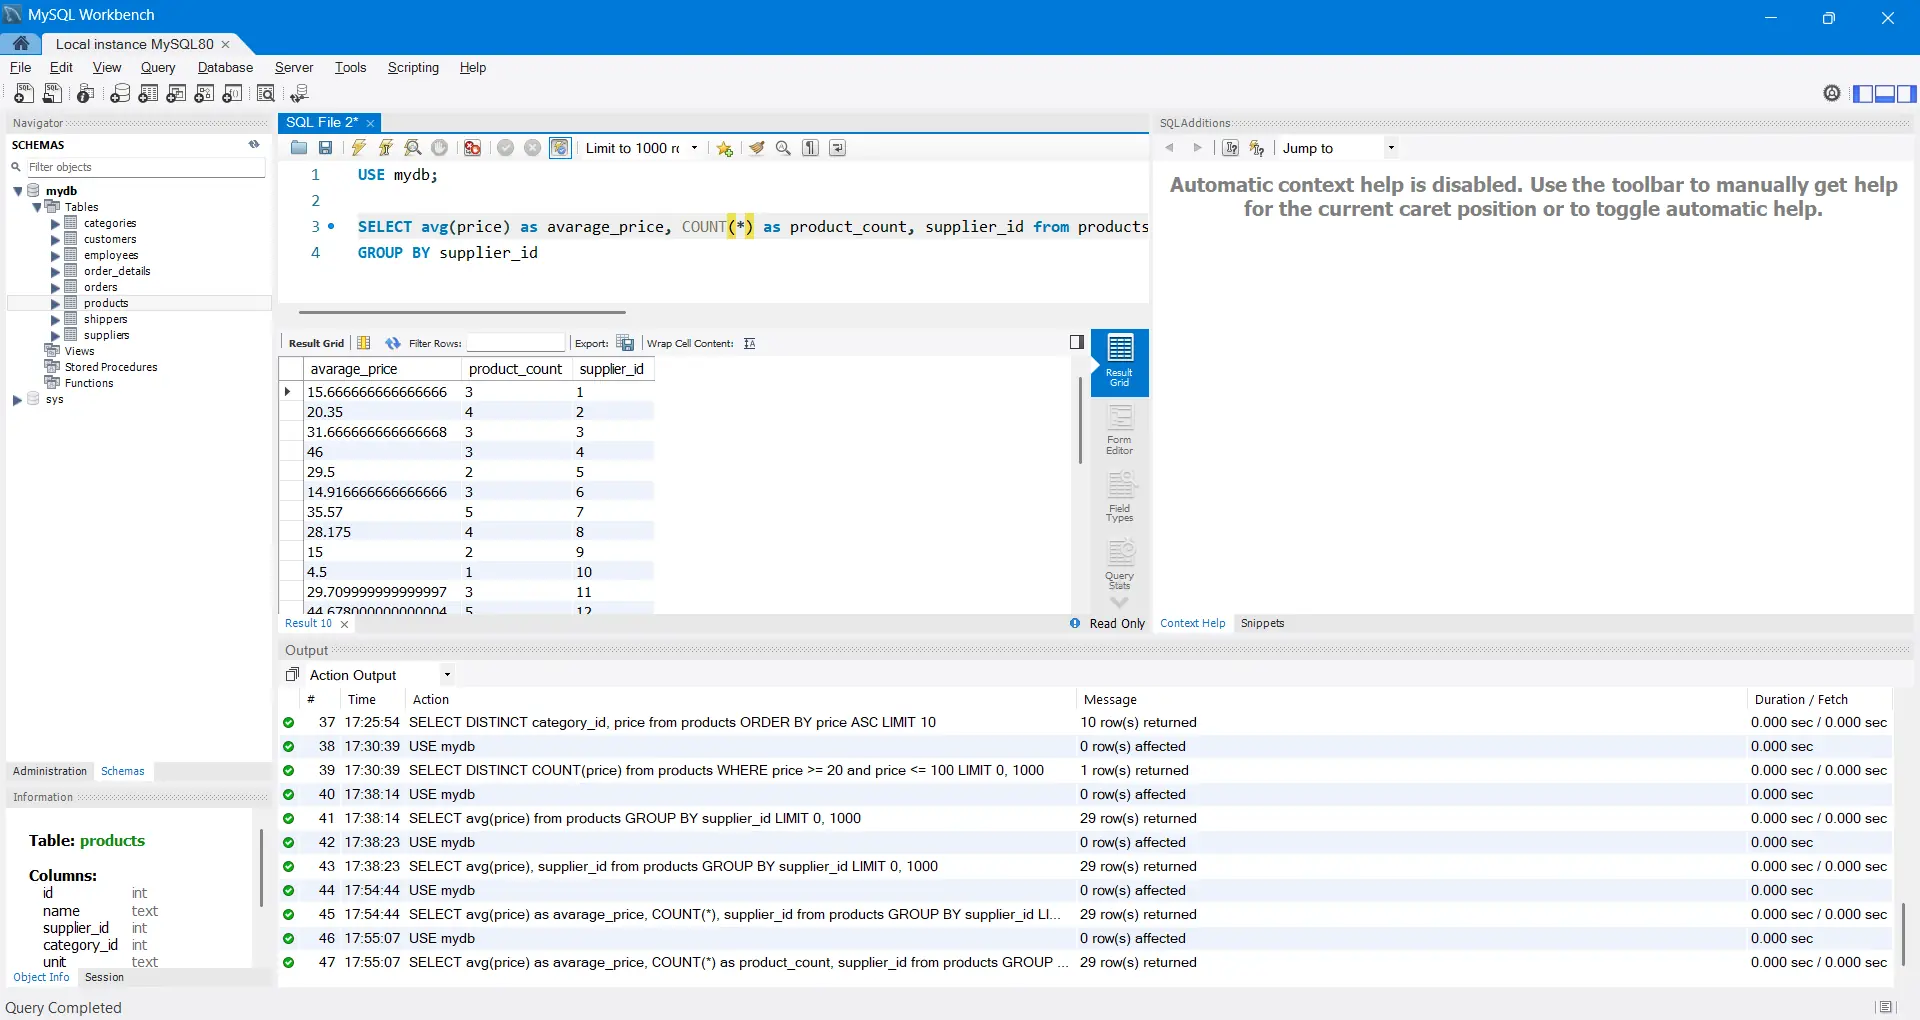 MySQL Workbench
Local instance MySQL80
File Edit View Query Database Server Tools Scripting Help
Navigator
SCHEMAS
Filter objects
mydb
Tables
categories
customers
employees
order_details
orders
products
shippers
suppliers
Views
Stored Procedures
Functions
sys
Administration Schemas
Information
Table: products
Columns:
id int
name text
supplier_id int
category_id int
unit text
Object Info Session
SQL File 2*
Limit to 1000 r
1 USE mydb;
2
3 SELECT avg(price) as avarage_price, COUNT(*) as product_count, supplier_id from products
4 GROUP BY supplier_id
Result Grid Filter Rows: Export: Wrap Cell Content:
avarage_price product_count supplier_id
15.666666666666666 3 1
20.35 4 2
31.666666666666668 3 3
46 3 4
29.5 2 5
14.916666666666666 3 6
35.57 5 7
28.175 4 8
15 2 9
4.5 1 10
29.709999999999997 3 11
44.678000000000004 5 12
Result Grid
Form Editor
Field Types
Query Stats
Result 10
Read Only
SQLAdditions
Jump to
Automatic context help is disabled. Use the toolbar to manually get help
for the current caret position or to toggle automatic help.
Context Help Snippets
Output
Action Output
# Time Action Message Duration / Fetch
37 17:25:54 SELECT DISTINCT category_id, price from products ORDER BY price ASC LIMIT 10 10 row(s) returned 0.000 sec / 0.000 sec
38 17:30:39 USE mydb 0 row(s) affected 0.000 sec
39 17:30:39 SELECT DISTINCT COUNT(price) from products WHERE price >= 20 and price <= 100 LIMIT 0, 1000 1 row(s) returned 0.000 sec / 0.000 sec
40 17:38:14 USE mydb 0 row(s) affected 0.000 sec
41 17:38:14 SELECT avg(price) from products GROUP BY supplier_id LIMIT 0, 1000 29 row(s) returned 0.000 sec / 0.000 sec
42 17:38:23 USE mydb 0 row(s) affected 0.000 sec
43 17:38:23 SELECT avg(price), supplier_id from products GROUP BY supplier_id LIMIT 0, 1000 29 row(s) returned 0.000 sec / 0.000 sec
44 17:54:44 USE mydb 0 row(s) affected 0.000 sec
45 17:54:44 SELECT avg(price) as avarage_price, COUNT(*), supplier_id from products GROUP BY supplier_id LI... 29 row(s) returned 0.000 sec / 0.000 sec
46 17:55:07 USE mydb 0 row(s) affected 0.000 sec
47 17:55:07 SELECT avg(price) as avarage_price, COUNT(*) as product_count, supplier_id from products GROUP ... 29 row(s) returned 0.000 sec / 0.000 sec
Query Completed